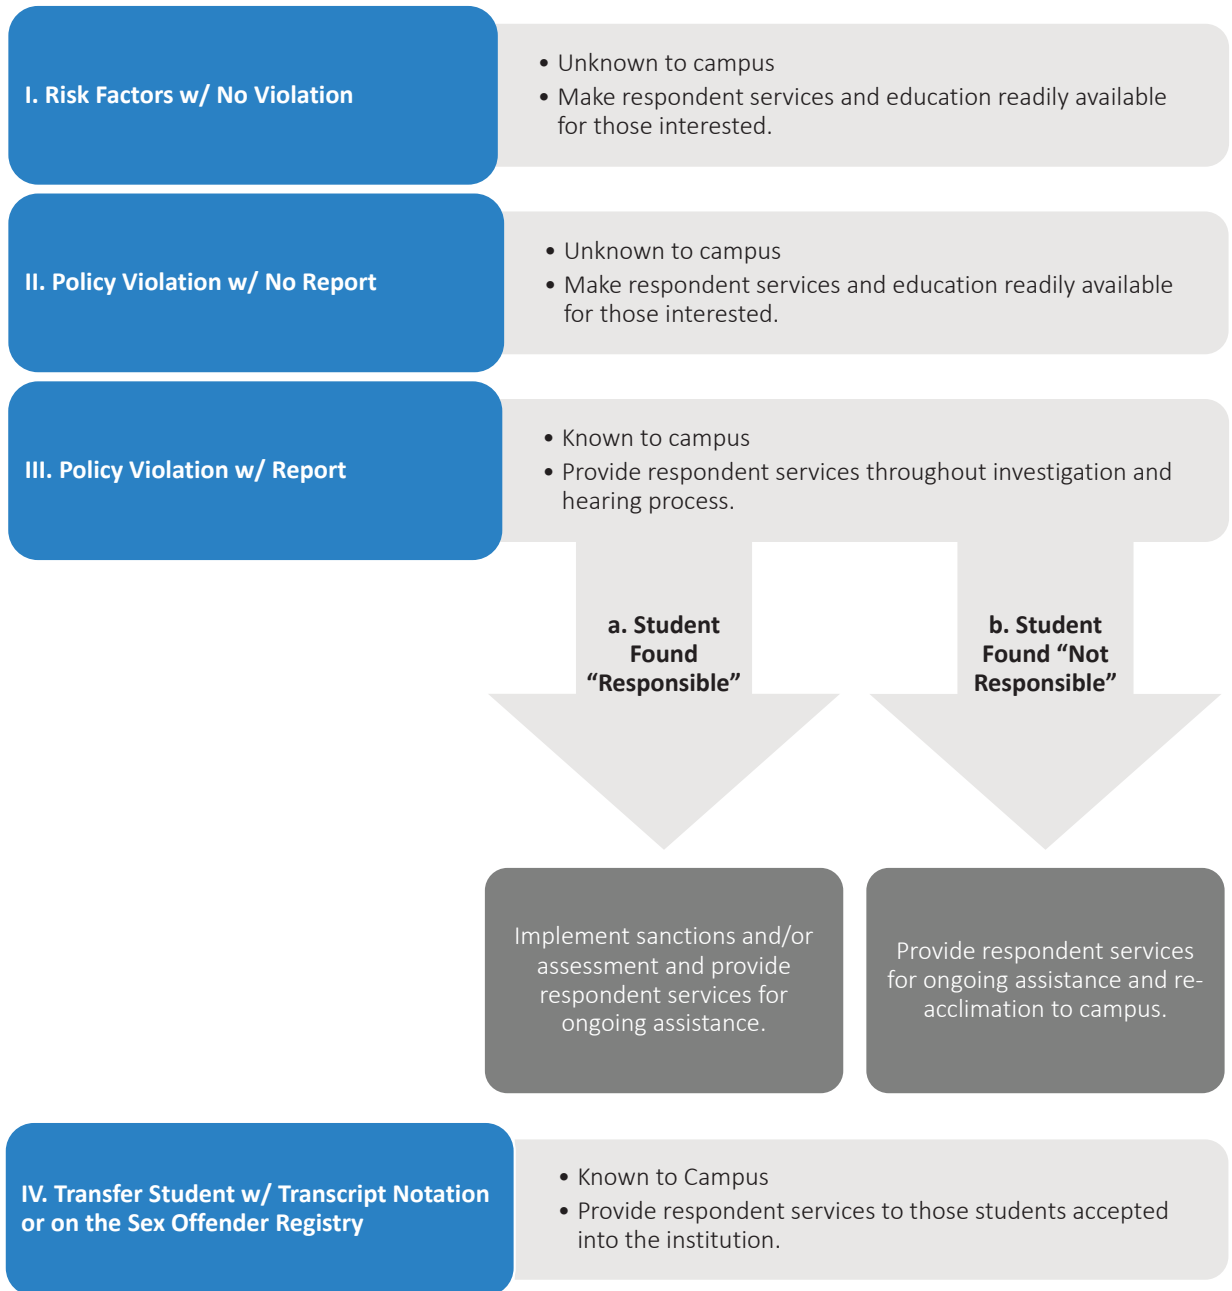 I. Risk Factors w/ No Violation
• Unknown to campus
• Make respondent services and education readily available
for those interested.
II. Policy Violation w/ No Report
• Unknown to campus
• Make respondent services and education readily available
for those interested.
III. Policy Violation w/ Report
• Known to campus
• Provide respondent services throughout investigation and
hearing process.
a. Student
Found
“Responsible”
b. Student
Found “Not
Responsible”
Implement sanctions and/or
assessment and provide
respondent services for
ongoing assistance.
Provide respondent services
for ongoing assistance and re-
acclimation to campus.
IV. Transfer Student w/ Transcript Notation
or on the Sex Offender Registry
• Known to Campus
• Provide respondent services to those students accepted
into the institution.